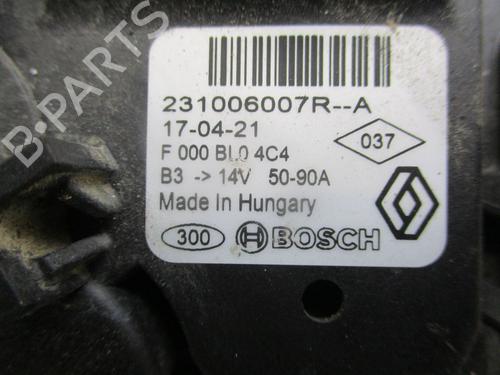 231006007R--A
17-04-21
037
F 000 BL0 4C4
B3 -> 14V 50-90A
Made in Hungary
300 BOSCH
B-PARTS